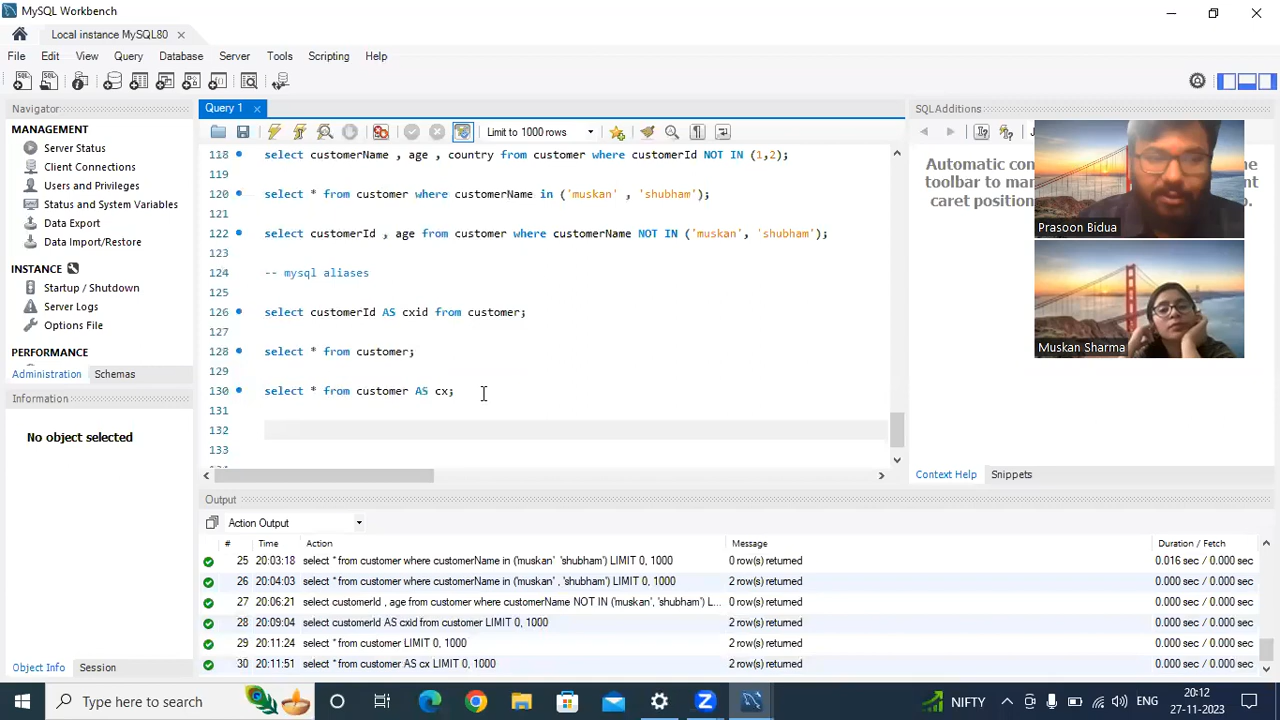 MySQL Workbench
Local instance MySQL80
File Edit View Query Database Server Tools Scripting Help
Navigator
MANAGEMENT
Server Status
Client Connections
Users and Privileges
Status and System Variables
Data Export
Data Import/Restore
INSTANCE
Startup / Shutdown
Server Logs
Options File
PERFORMANCE
Administration Schemas
Information
No object selected
Object Info Session
Query 1
Limit to 1000 rows
118 select customerName , age , country from customer where customerId NOT IN (1,2);
119
120 select * from customer where customerName in ('muskan' , 'shubham');
121
122 select customerId , age from customer where customerName NOT IN ('muskan', 'shubham');
123
124 -- mysql aliases
125
126 select customerId AS cxid from customer;
127
128 select * from customer;
129
130 select * from customer AS cx;
131
132
133
SQLAdditions
Automatic con
toolbar to mar
caret position
Prasoon Bidua
Muskan Sharma
Context Help Snippets
Output
Action Output
# Time Action Message Duration / Fetch
25 20:03:18 select * from customer where customerName in ('muskan' 'shubham') LIMIT 0, 1000 0 row(s) returned 0.016 sec / 0.000 sec
26 20:04:03 select * from customer where customerName in ('muskan' , 'shubham') LIMIT 0, 1000 2 row(s) returned 0.000 sec / 0.000 sec
27 20:06:21 select customerId , age from customer where customerName NOT IN ('muskan', 'shubham') L... 0 row(s) returned 0.000 sec / 0.000 sec
28 20:09:04 select customerId AS cxid from customer LIMIT 0, 1000 2 row(s) returned 0.000 sec / 0.000 sec
29 20:11:24 select * from customer LIMIT 0, 1000 2 row(s) returned 0.000 sec / 0.000 sec
30 20:11:51 select * from customer AS cx LIMIT 0, 1000 2 row(s) returned 0.000 sec / 0.000 sec
Type here to search
NIFTY
ENG
20:12
27-11-2023